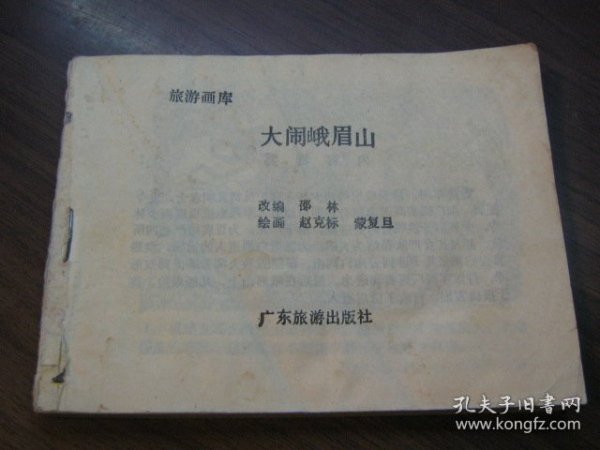 旅游画库
大闹峨眉山
改编 邵 林
绘画 赵克标 蒙复旦
广东旅游出版社
孔夫子旧书网
www.kongfz.com